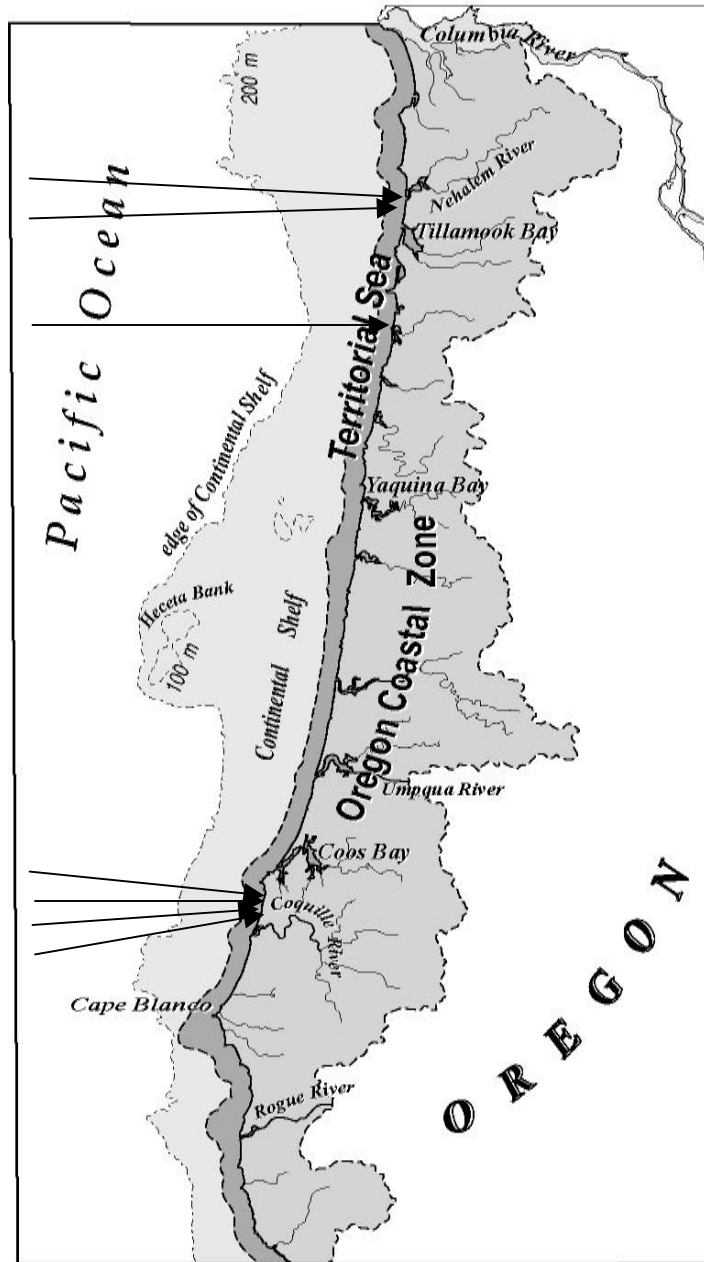 Columbia River
200 m
Nehalem River
Pacific Ocean
Tillamook Bay
Territorial Sea
edge of Continental Shelf
Yaquina Bay
Oregon Coastal Zone
Heceta Bank
100 m
Continental Shelf
Umpqua River
Coos Bay
Coquille River
OREGON
Cape Blanco
Rogue River